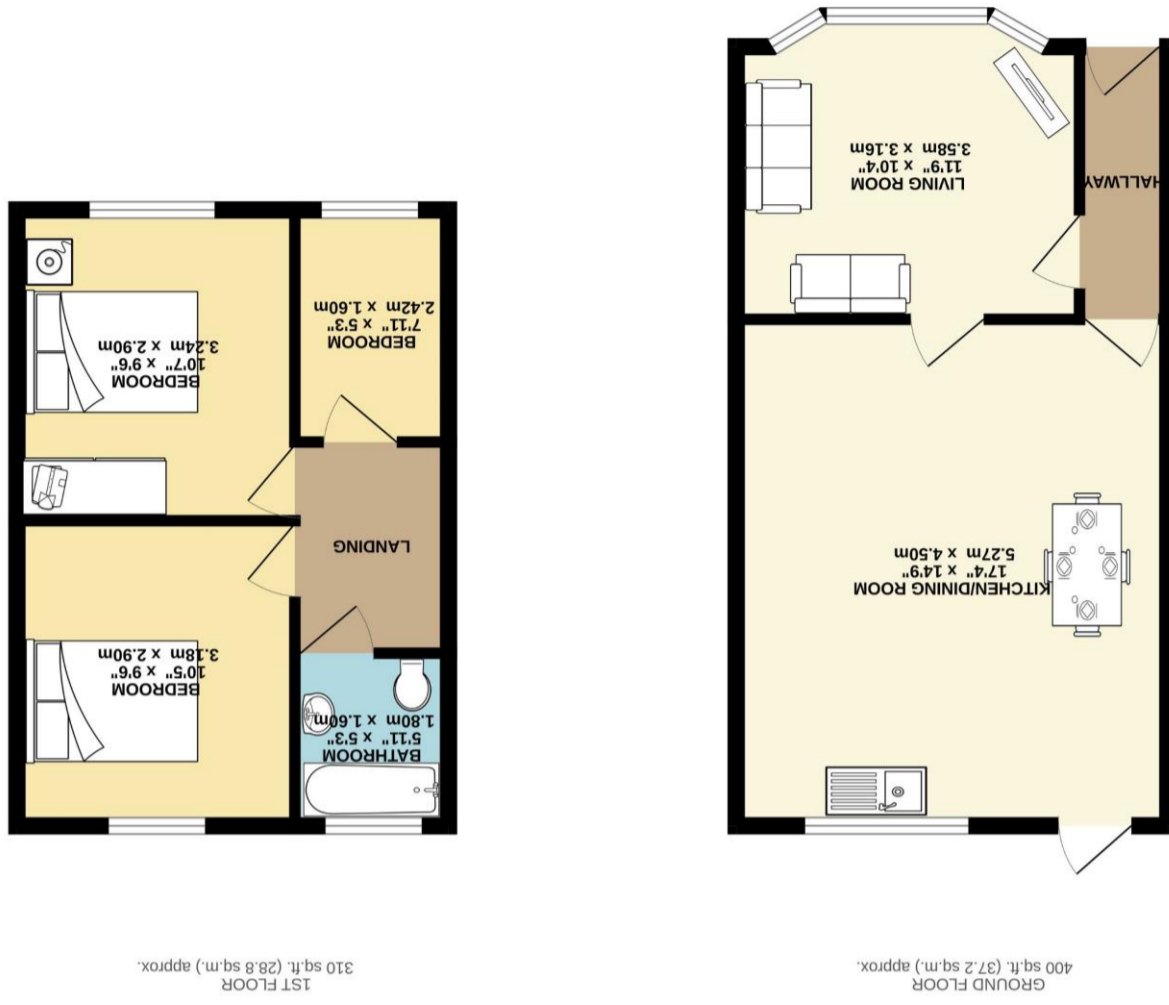 GROUND FLOOR
400 sq.ft. (37.2 sq.m.) approx.
1ST FLOOR
310 sq.ft. (28.8 sq.m.) approx.
KITCHEN/DINING ROOM
17'4" x 14'9"
5.27m x 4.50m
HALLWAY
LIVING ROOM
11'9" x 10'4"
3.58m x 3.16m
BATHROOM
5'11" x 5'3"
1.80m x 1.60m
BEDROOM
10'5" x 9'6"
3.18m x 2.90m
LANDING
BEDROOM
7'11" x 5'3"
2.42m x 1.60m
BEDROOM
10'7" x 9'6"
3.24m x 2.90m